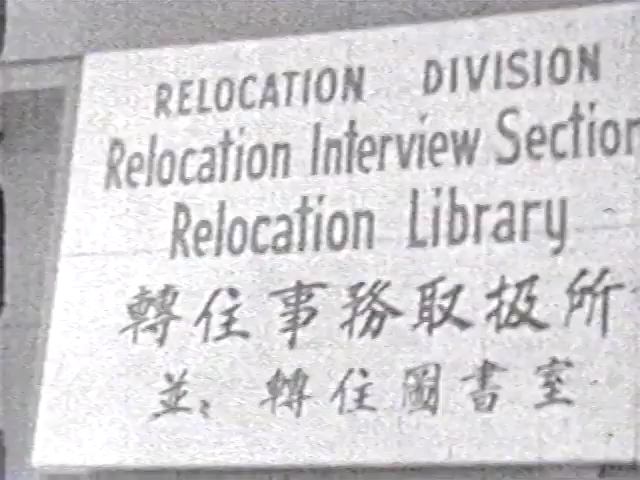 RELOCATION DIVISION
Relocation Interview Section
Relocation Library
轉住事務取扱所
並ニ轉住圖書室